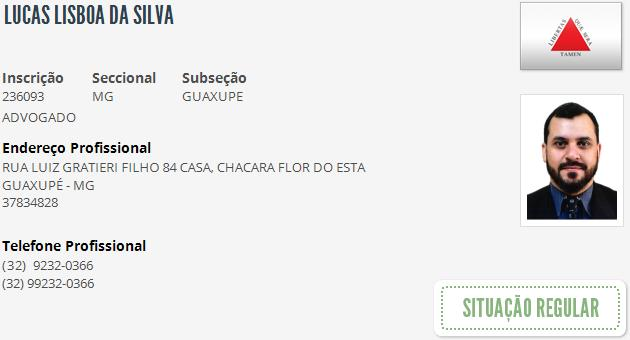 LUCAS LISBOA DA SILVA
LIBERTAS QUÆ SERA
TAMEN
Inscrição Seccional Subseção
236093 MG GUAXUPE
ADVOGADO
Endereço Profissional
RUA LUIZ GRATIERI FILHO 84 CASA, CHACARA FLOR DO ESTA
GUAXUPÉ - MG
37834828
Telefone Profissional
(32) 9232-0366
(32) 99232-0366
SITUAÇÃO REGULAR